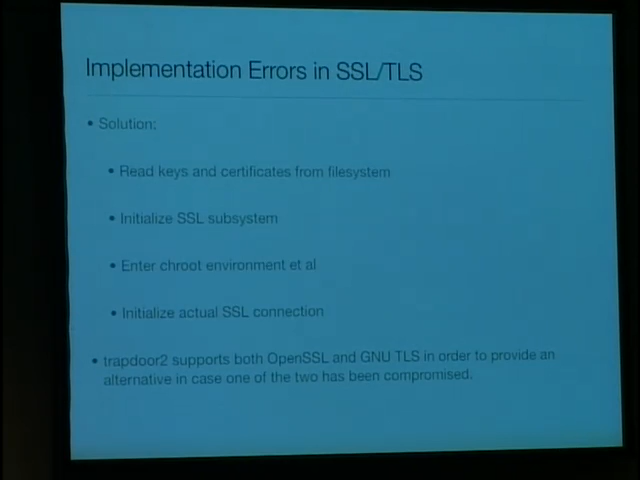 Implementation Errors in SSL/TLS
• Solution:
• Read keys and certificates from filesystem
• Initialize SSL subsystem
• Enter chroot environment et al
• Initialize actual SSL connection
• trapdoor2 supports both OpenSSL and GNU TLS in order to provide an
alternative in case one of the two has been compromised.